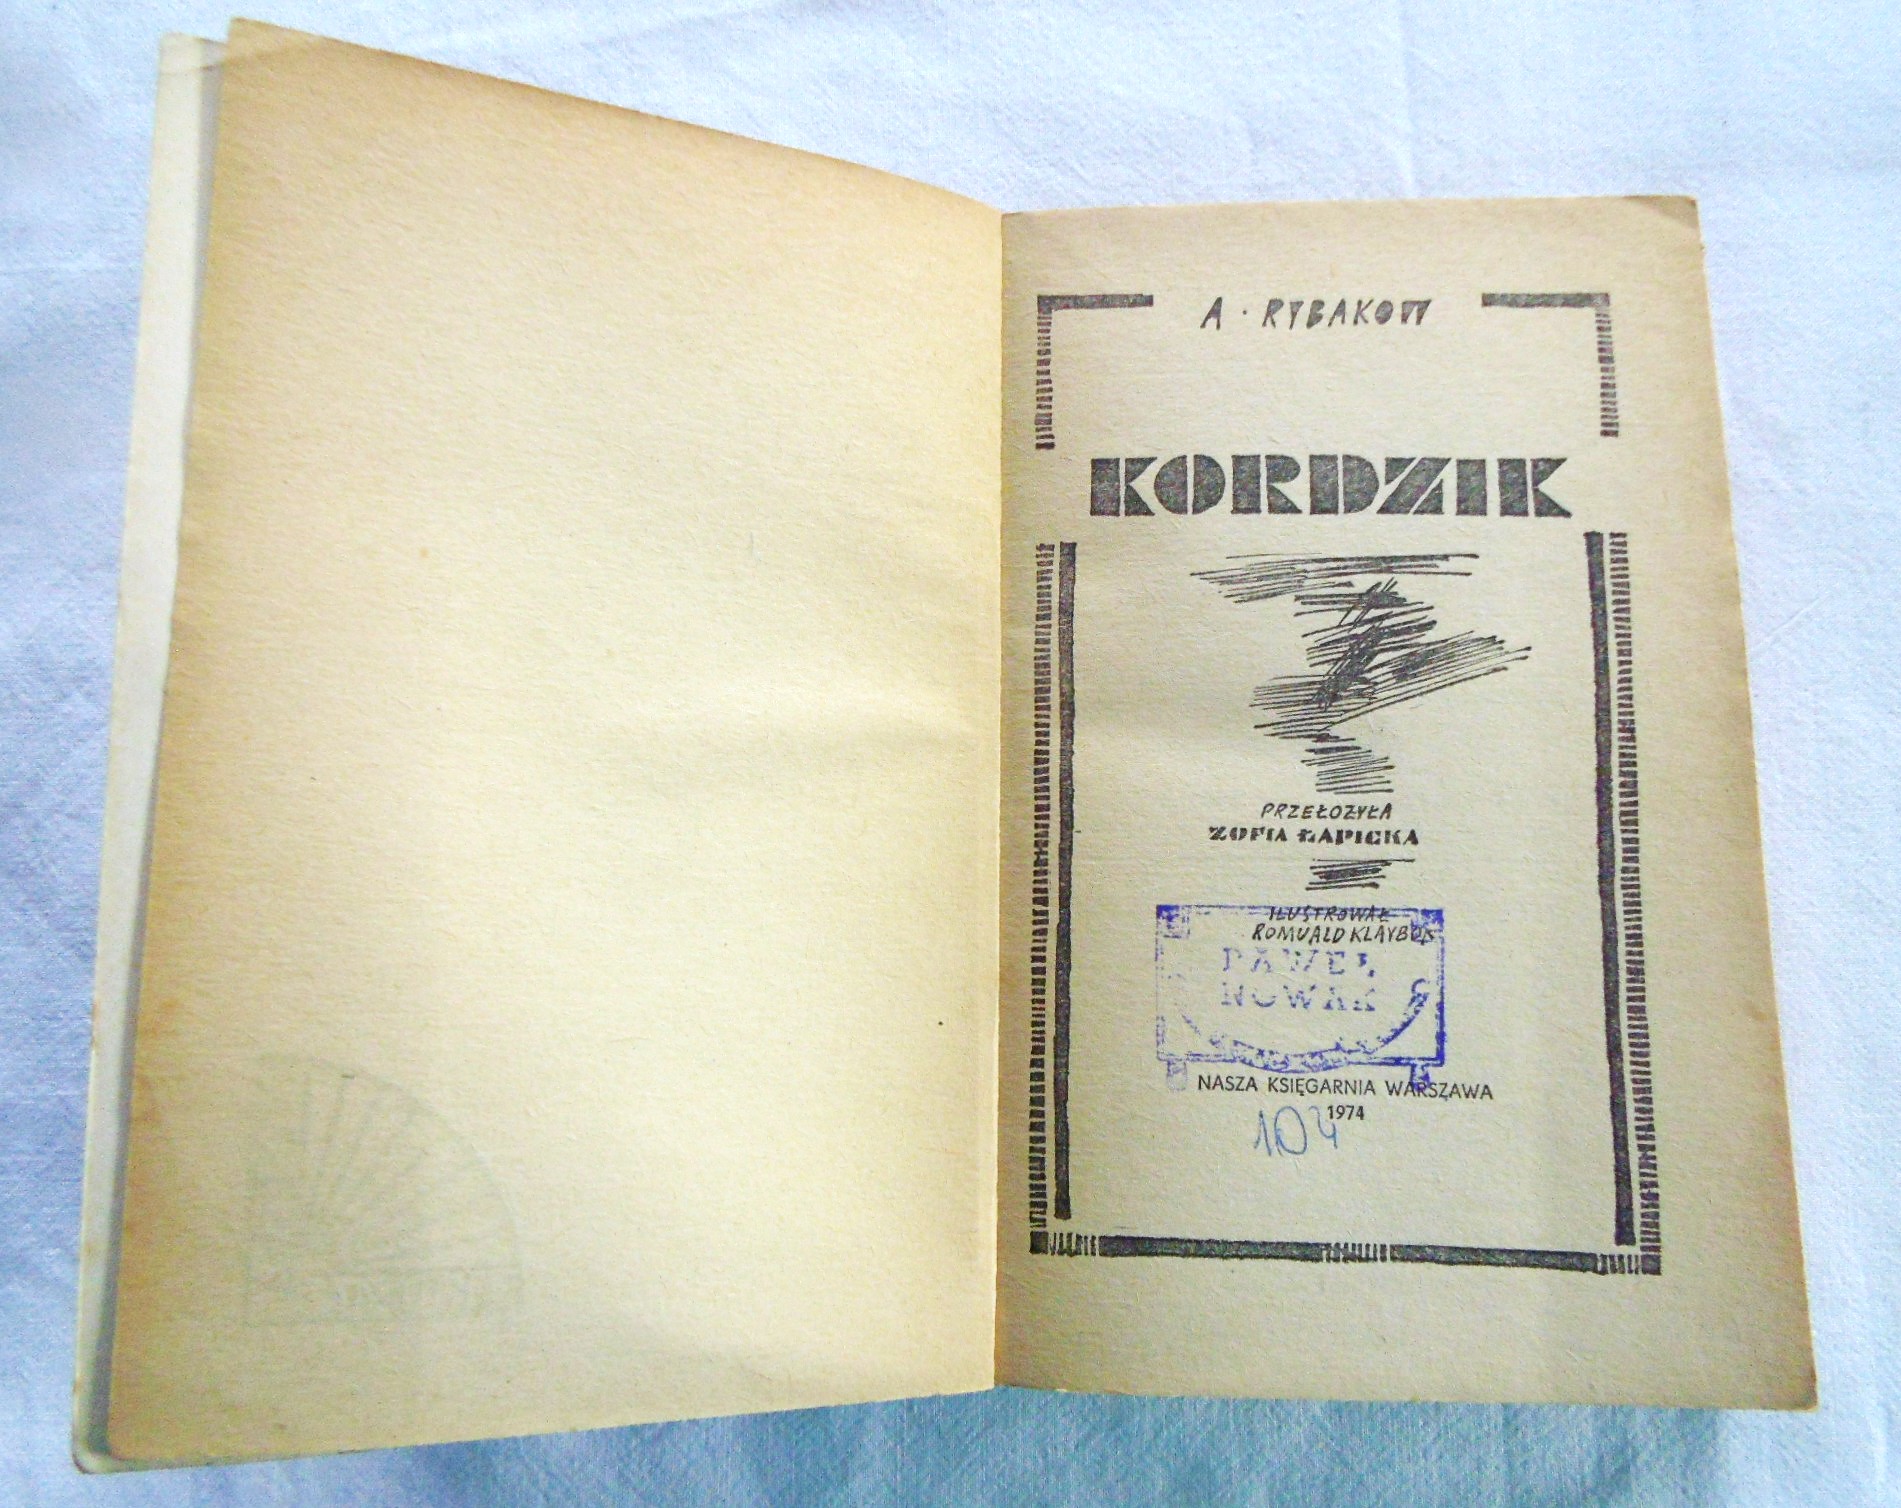 A · RYBAKOW
KORDZIK
PRZEŁOŻYŁA
ZOFIA ŁAPICKA
ILUSTROWAŁ
ROMUALD KLAYBOR
PAWEŁ
NOWAK
NASZA KSIĘGARNIA WARSZAWA
1974
104